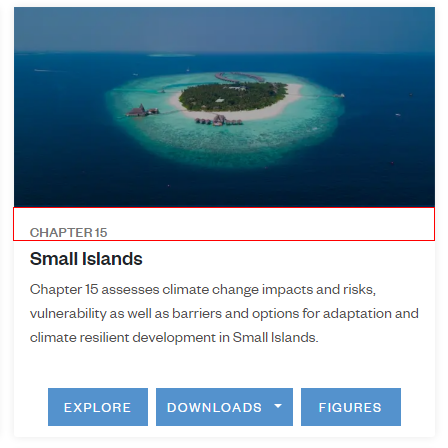 CHAPTER 15
Small Islands
Chapter 15 assesses climate change impacts and risks,
vulnerability as well as barriers and options for adaptation and
climate resilient development in Small Islands.
EXPLORE
DOWNLOADS
FIGURES